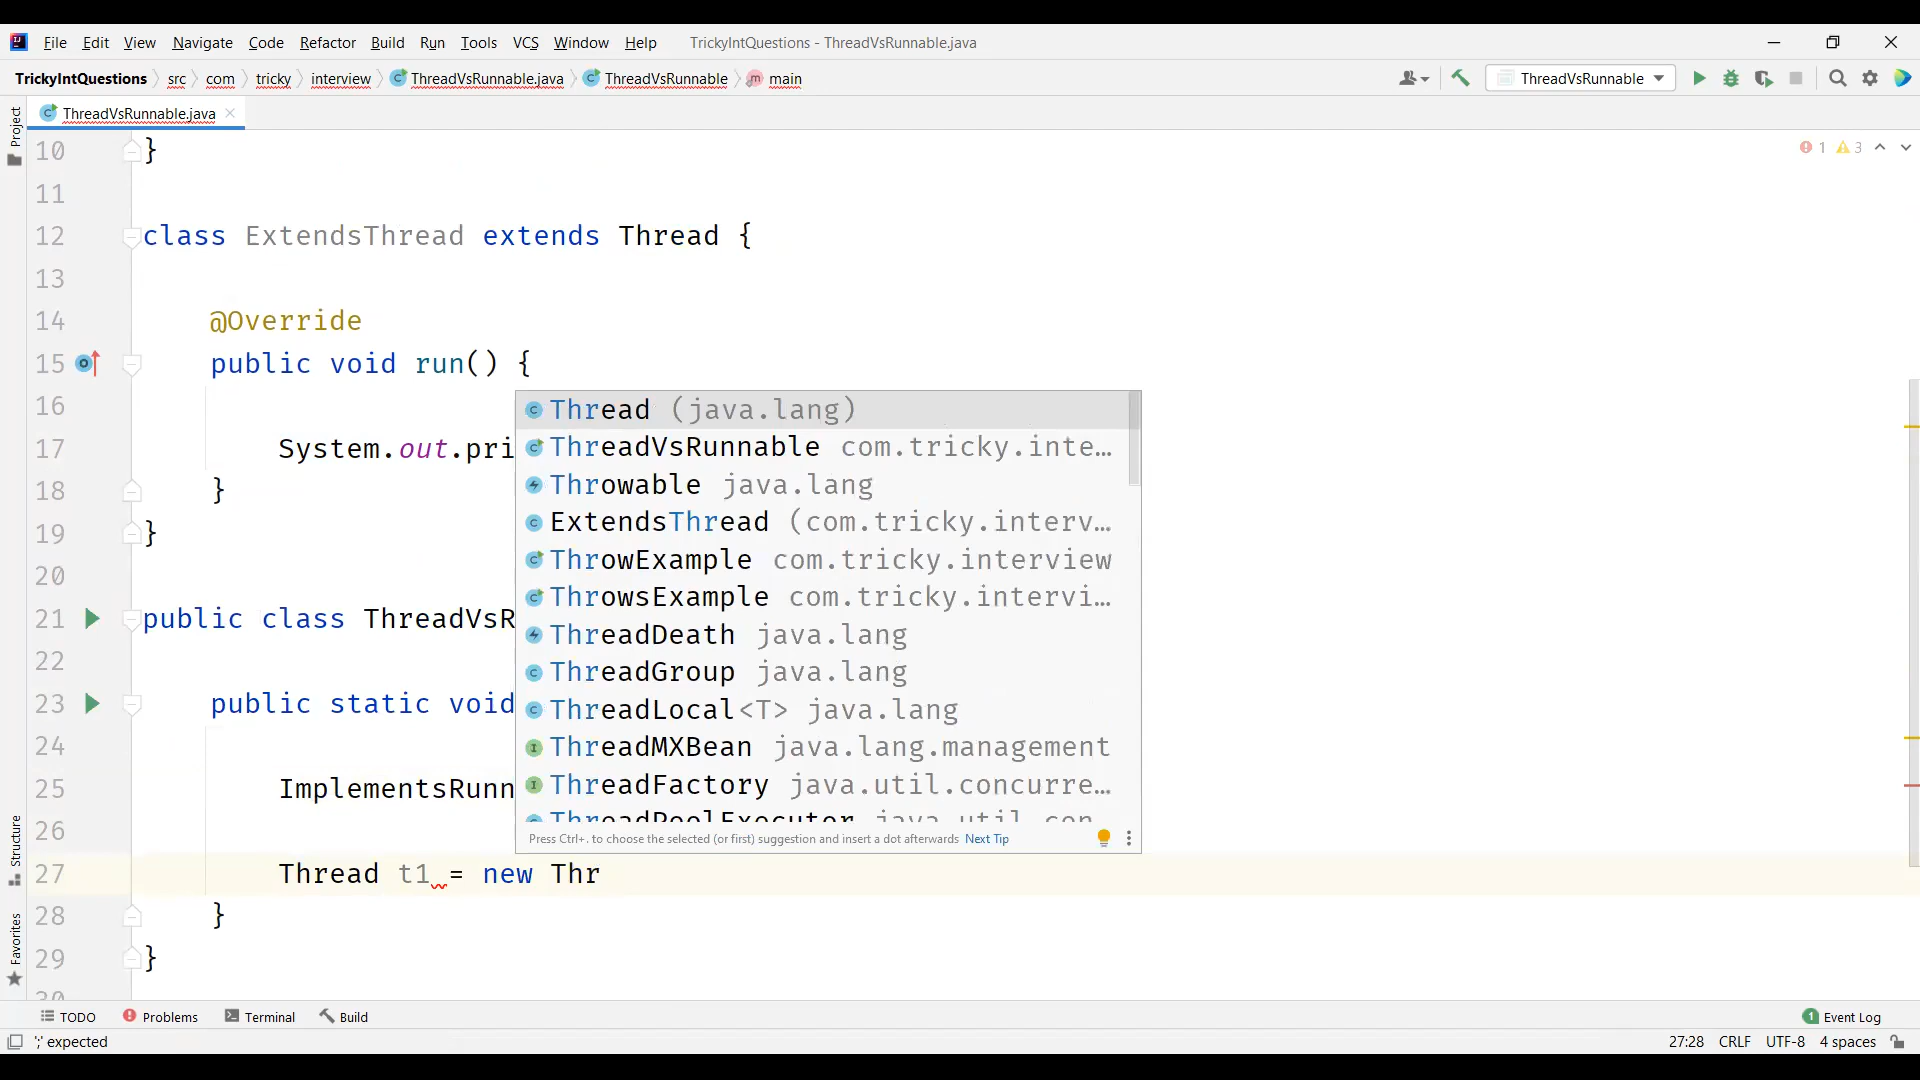 File Edit View Navigate Code Refactor Build Run Tools VCS Window Help TrickyIntQuestions - ThreadVsRunnable.java
TrickyIntQuestions src com tricky interview ThreadVsRunnable.java ThreadVsRunnable main ThreadVsRunnable
ThreadVsRunnable.java
Project
10 }
1 3
11
12 class ExtendsThread extends Thread {
13
14 @Override
15 public void run() {
16
17 System.out.pri
18 }
19 }
20
21 public class ThreadVsR
22
23 public static void
24
25 ImplementsRunn
26
27 Thread t1 = new Thr
28 }
29 }
30
Thread (java.lang)
ThreadVsRunnable com.tricky.inte...
Throwable java.lang
ExtendsThread (com.tricky.interv...
ThrowExample com.tricky.interview
ThrowsExample com.tricky.intervi...
ThreadDeath java.lang
ThreadGroup java.lang
ThreadLocal<T> java.lang
ThreadMXBean java.lang.management
ThreadFactory java.util.concurre...
ThreadPoolExecutor java.util.con
Press Ctrl+. to choose the selected (or first) suggestion and insert a dot afterwards Next Tip
Structure
Favorites
TODO Problems Terminal Build 1 Event Log
';' expected 27:28 CRLF UTF-8 4 spaces